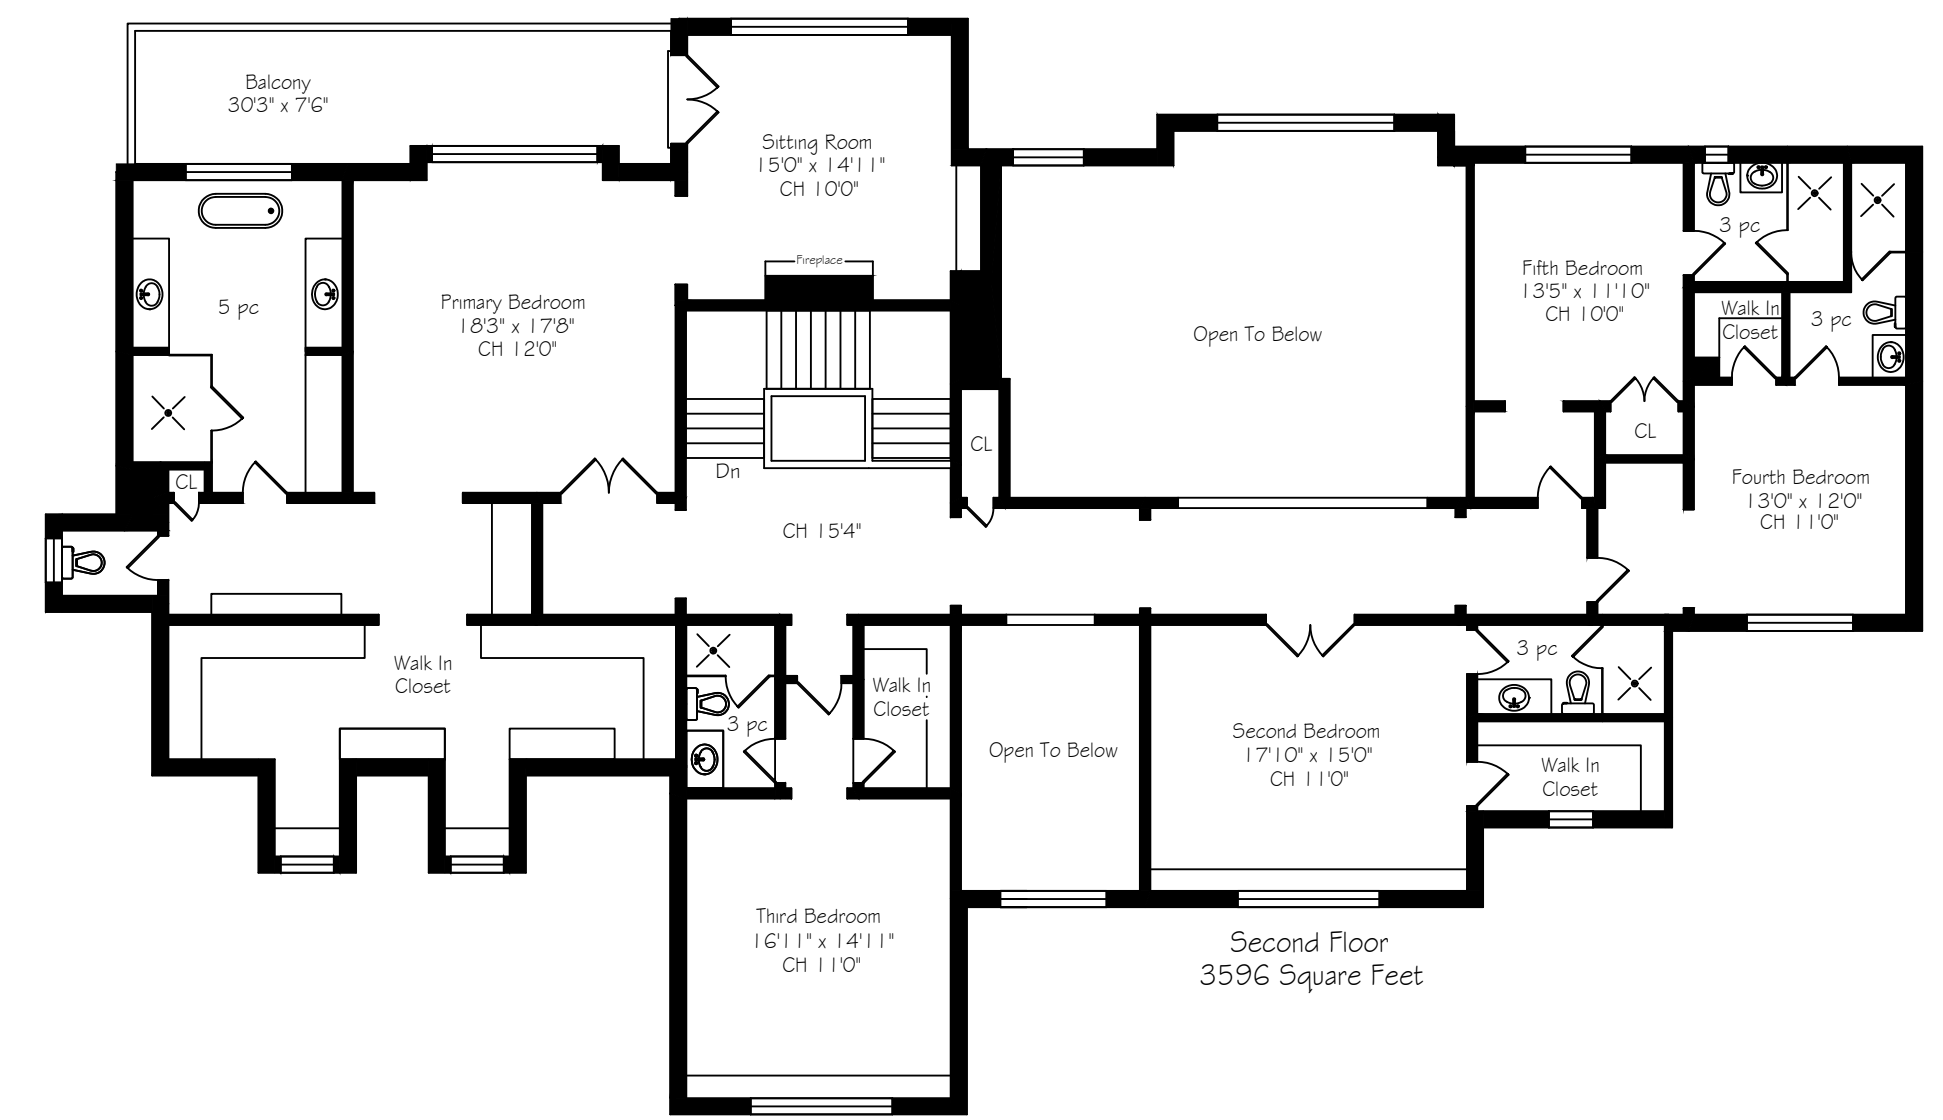 Balcony
30'3" x 7'6"
Sitting Room
15'0" x 14'11"
CH 10'0"
Fireplace
5 pc
Primary Bedroom
18'3" x 17'8"
CH 12'0"
Open To Below
Fifth Bedroom
13'5" x 11'10"
CH 10'0"
3 pc
Walk In
Closet
3 pc
CL
CL
Dn
CL
Fourth Bedroom
13'0" x 12'0"
CH 11'0"
CH 15'4"
Walk In
Closet
3 pc
Walk In
Closet
Open To Below
Second Bedroom
17'10" x 15'0"
CH 11'0"
3 pc
Walk In
Closet
Third Bedroom
16'11" x 14'11"
CH 11'0"
Second Floor
3596 Square Feet